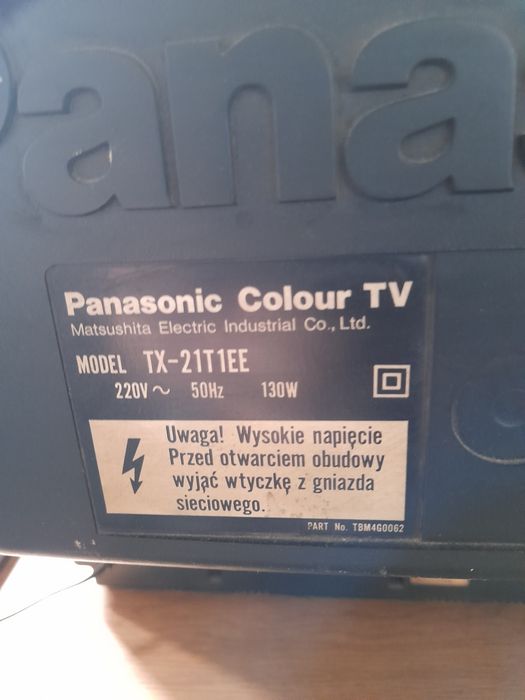 Pana
Panasonic Colour TV
Matsushita Electric Industrial Co., Ltd.
MODEL TX-21T1EE
220V ~ 50Hz 130W
Uwaga! Wysokie napięcie
Przed otwarciem obudowy
wyjąć wtyczkę z gniazda
sieciowego.
PART No. TBM4G0062